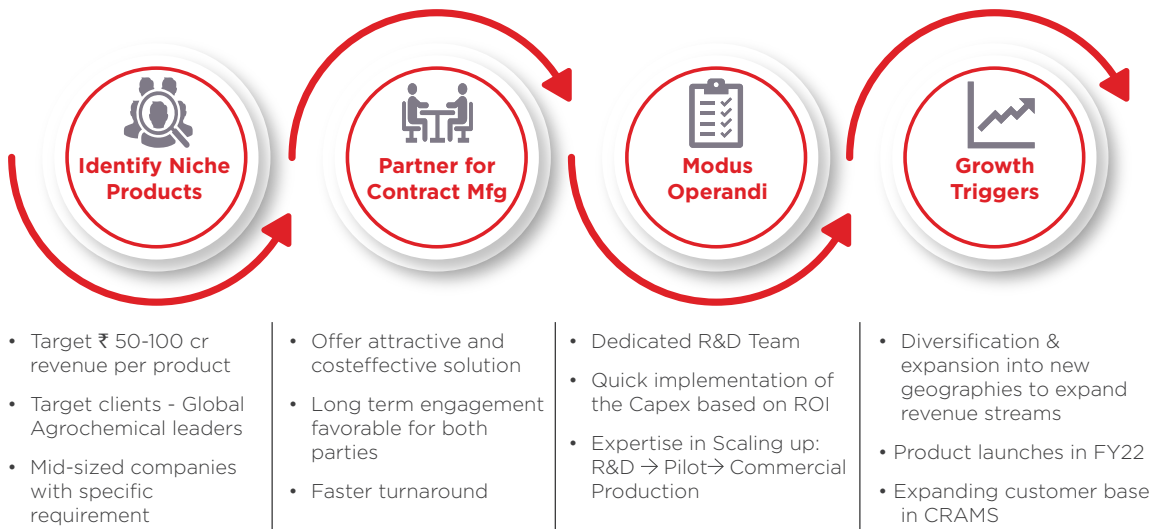 Identify Niche
Products
Partner for
Contract Mfg
Modus
Operandi
Growth
Triggers
• Target ₹ 50-100 cr
revenue per product
• Target clients - Global
Agrochemical leaders
• Mid-sized companies
with specific
requirement
• Offer attractive and
costeffective solution
• Long term engagement
favorable for both
parties
• Faster turnaround
• Dedicated R&D Team
• Quick implementation of
the Capex based on ROI
• Expertise in Scaling up:
R&D → Pilot→ Commercial
Production
• Diversification &
expansion into new
geographies to expand
revenue streams
• Product launches in FY22
• Expanding customer base
in CRAMS